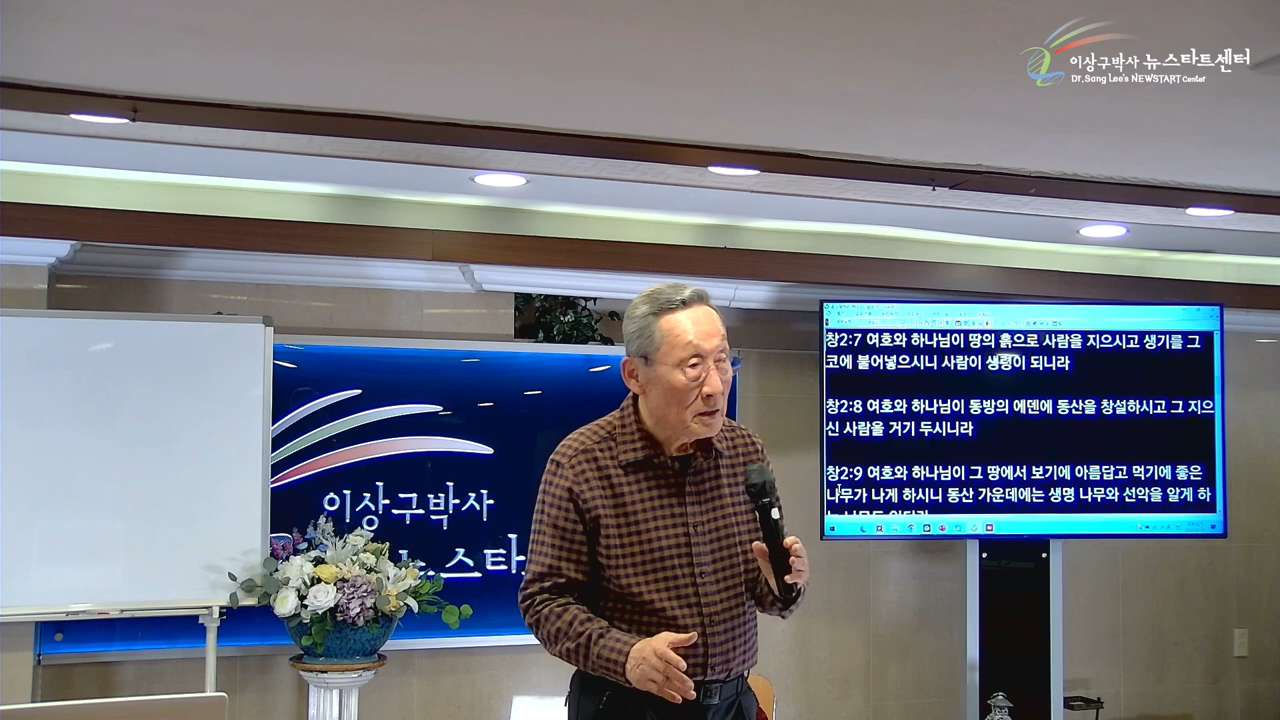 이상구박사 뉴스타트센터
Dr. Sang Lee's NEWSTART Center
창2:7 여호와 하나님이 땅의 흙으로 사람을 지으시고 생기를 그
코에 불어넣으시니 사람이 생령이 되니라
창2:8 여호와 하나님이 동방의 에덴에 동산을 창설하시고 그 지으
신 사람을 거기 두시니라
창2:9 여호와 하나님이 그 땅에서 보기에 아름답고 먹기에 좋은
나무가 나게 하시니 동산 가운데에는 생명 나무와 선악을 알게 하
이상구박사
뉴스타